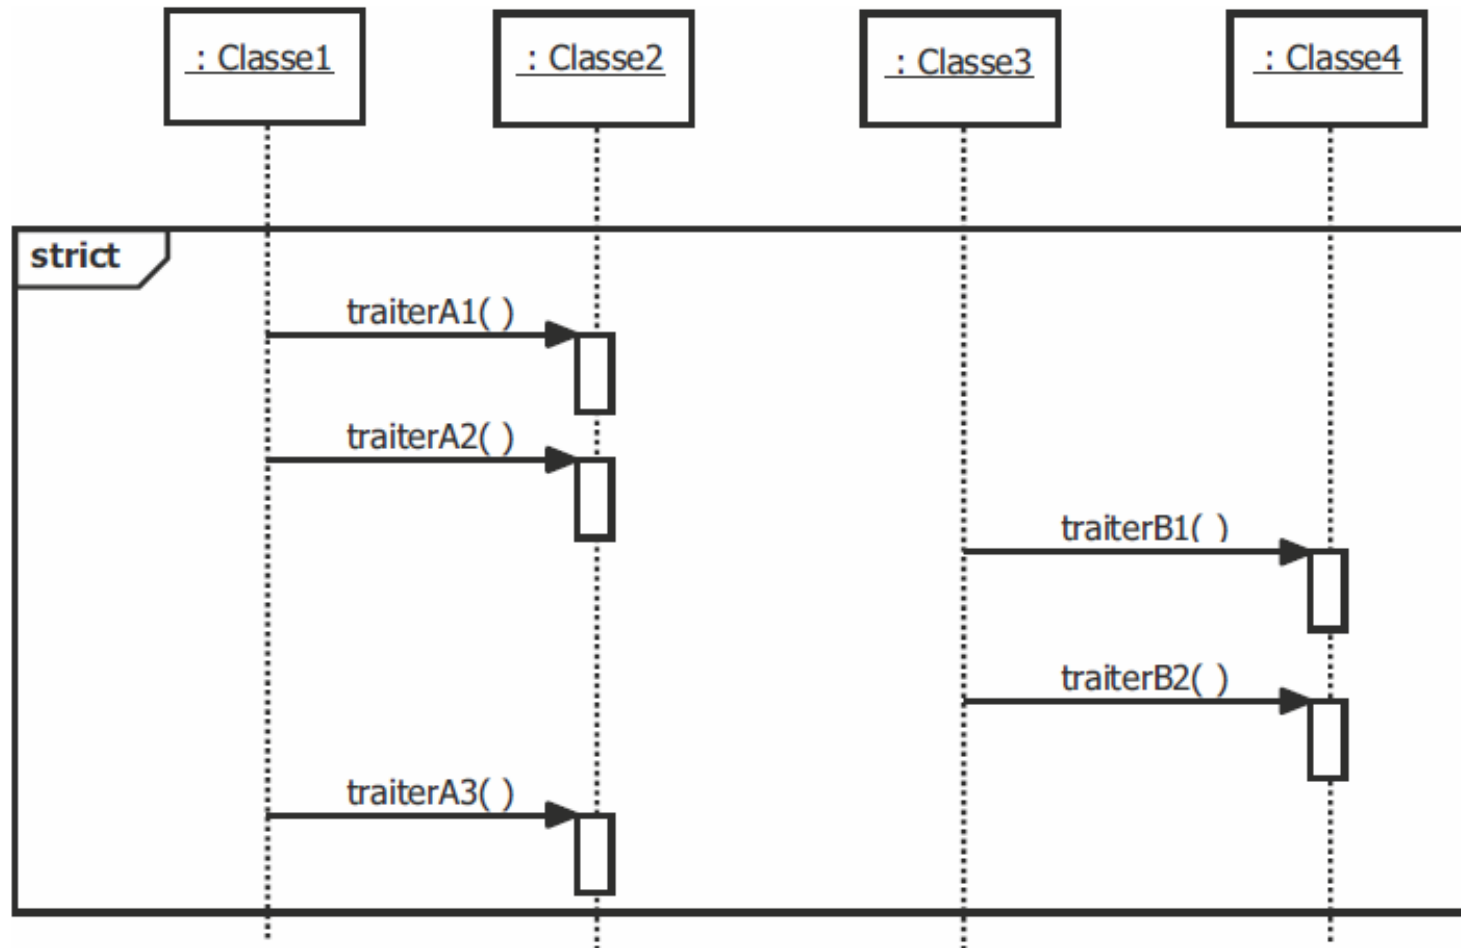 : Classe1
: Classe2
: Classe3
: Classe4
strict
traiterA1( )
traiterA2( )
traiterB1( )
traiterB2( )
traiterA3( )